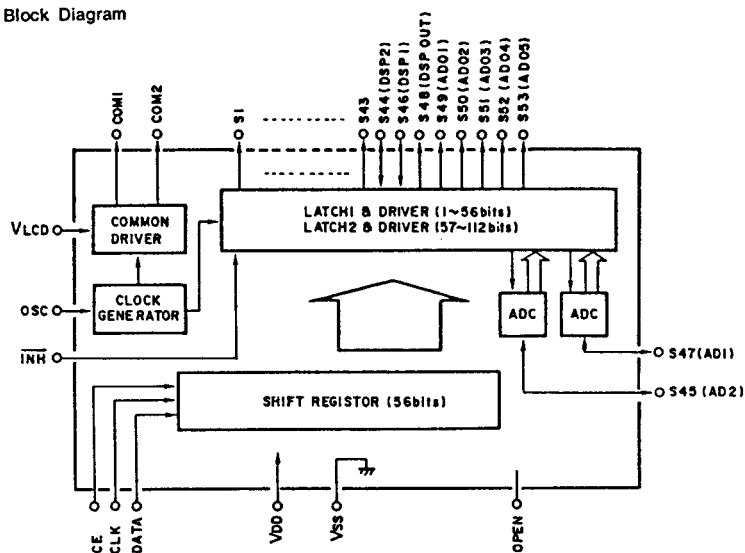 Block Diagram
COM1
COM2
S1
S43
S44(DSP2)
S46(DSP1)
S48(DSP OUT)
S49(ADO1)
S50(ADO2)
S51(ADO3)
S52(ADO4)
S53(ADO5)
VLCD
COMMON
DRIVER
LATCH1 & DRIVER (1~56bits)
LATCH2 & DRIVER (57~112bits)
OSC
CLOCK
GENERATOR
ADC
ADC
INH
S47(AD1)
S45(AD2)
SHIFT REGISTOR (56bits)
CE
CLK
DATA
VDD
VSS
OPEN